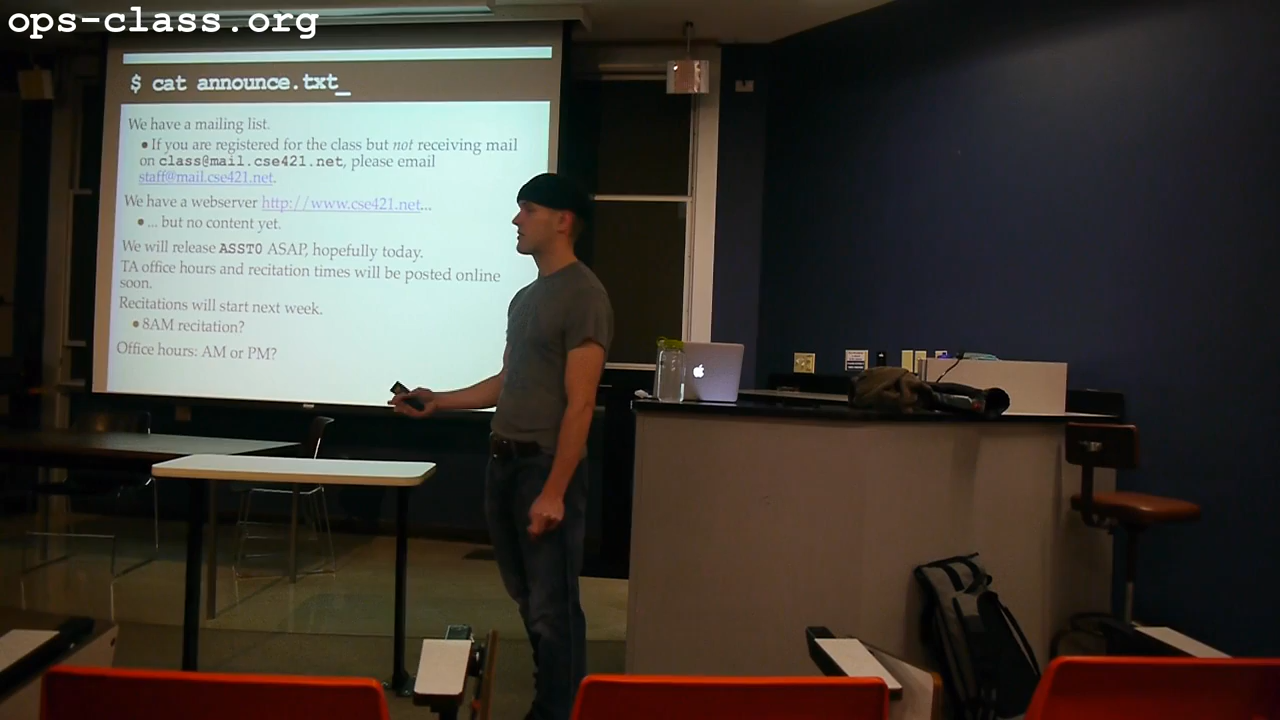 ops-class.org
$ cat announce.txt_
We have a mailing list.
• If you are registered for the class but not receiving mail
on class@mail.cse421.net, please email
staff@mail.cse421.net.
We have a webserver http://www.cse421.net...
• ... but no content yet.
We will release ASST0 ASAP, hopefully today.
TA office hours and recitation times will be posted online
soon.
Recitations will start next week.
• 8AM recitation?
Office hours: AM or PM?